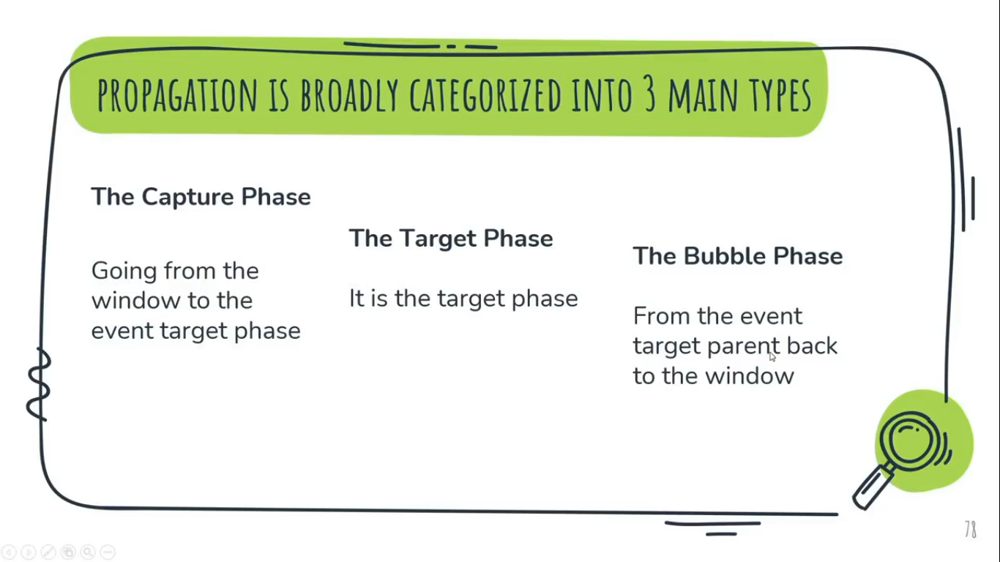 PROPAGATION IS BROADLY CATEGORIZED INTO 3 MAIN TYPES
The Capture Phase
Going from the
window to the
event target phase
The Target Phase
It is the target phase
The Bubble Phase
From the event
target parent back
to the window
78